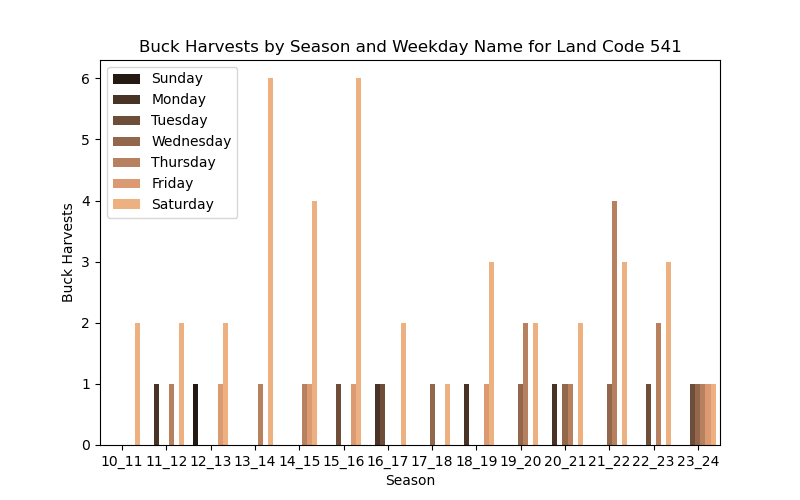 Buck Harvests by Season and Weekday Name for Land Code 541
Sunday
Monday
Tuesday
Wednesday
Thursday
Friday
Saturday
6
5
4
3
2
1
0
Buck Harvests
10_11 11_12 12_13 13_14 14_15 15_16 16_17 17_18 18_19 19_20 20_21 21_22 22_23 23_24
Season